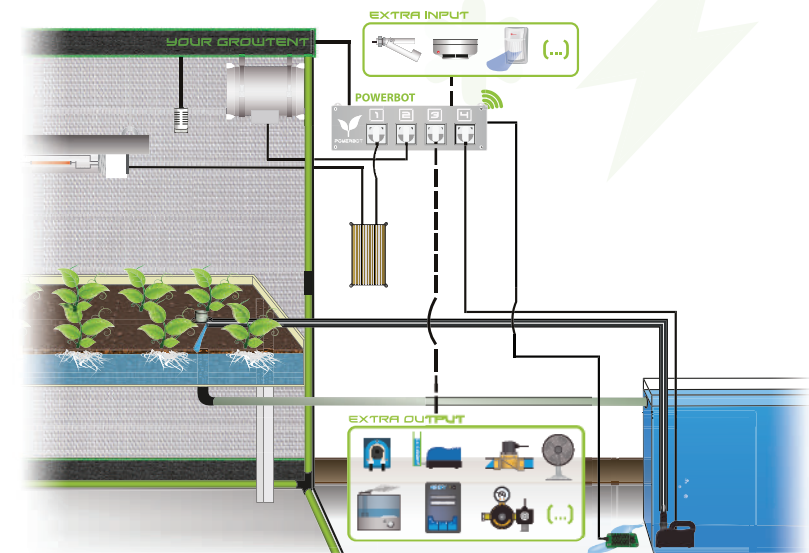 EXTRA INPUT
YOUR GROWTENT
(...)
POWERBOT
1 2 3 4
POWERBOT
EXTRA OUTPUT
(...)